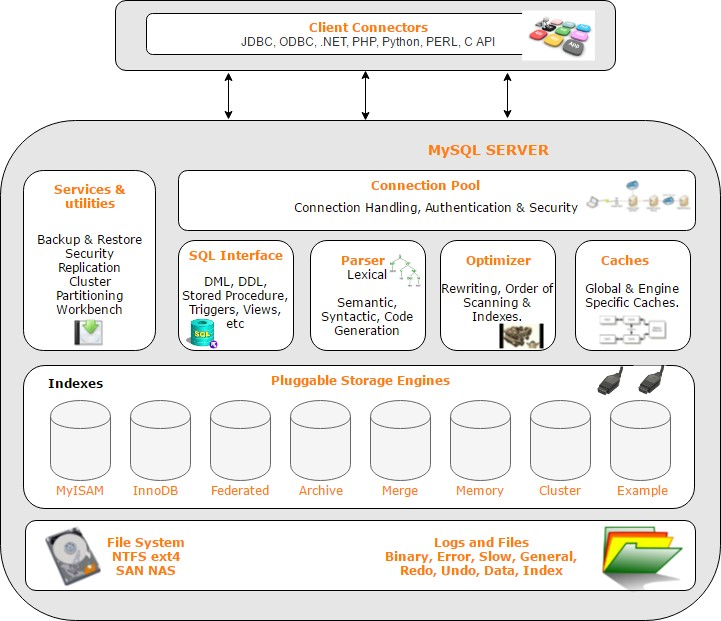 Client Connectors
JDBC, ODBC, .NET, PHP, Python, PERL, C API
MySQL SERVER
Services &
utilities
Backup & Restore
Security
Replication
Cluster
Partitioning
Workbench
Connection Pool
Connection Handling, Authentication & Security
SQL Interface
DML, DDL,
Stored Procedure,
Triggers, Views,
etc
SQL
Parser
Lexical
Semantic,
Syntactic, Code
Generation
Optimizer
Rewriting, Order of
Scanning &
Indexes.
Caches
Global & Engine
Specific Caches.
Indexes
Pluggable Storage Engines
MyISAM
InnoDB
Federated
Archive
Merge
Memory
Cluster
Example
File System
NTFS ext4
SAN NAS
Logs and Files
Binary, Error, Slow, General,
Redo, Undo, Data, Index